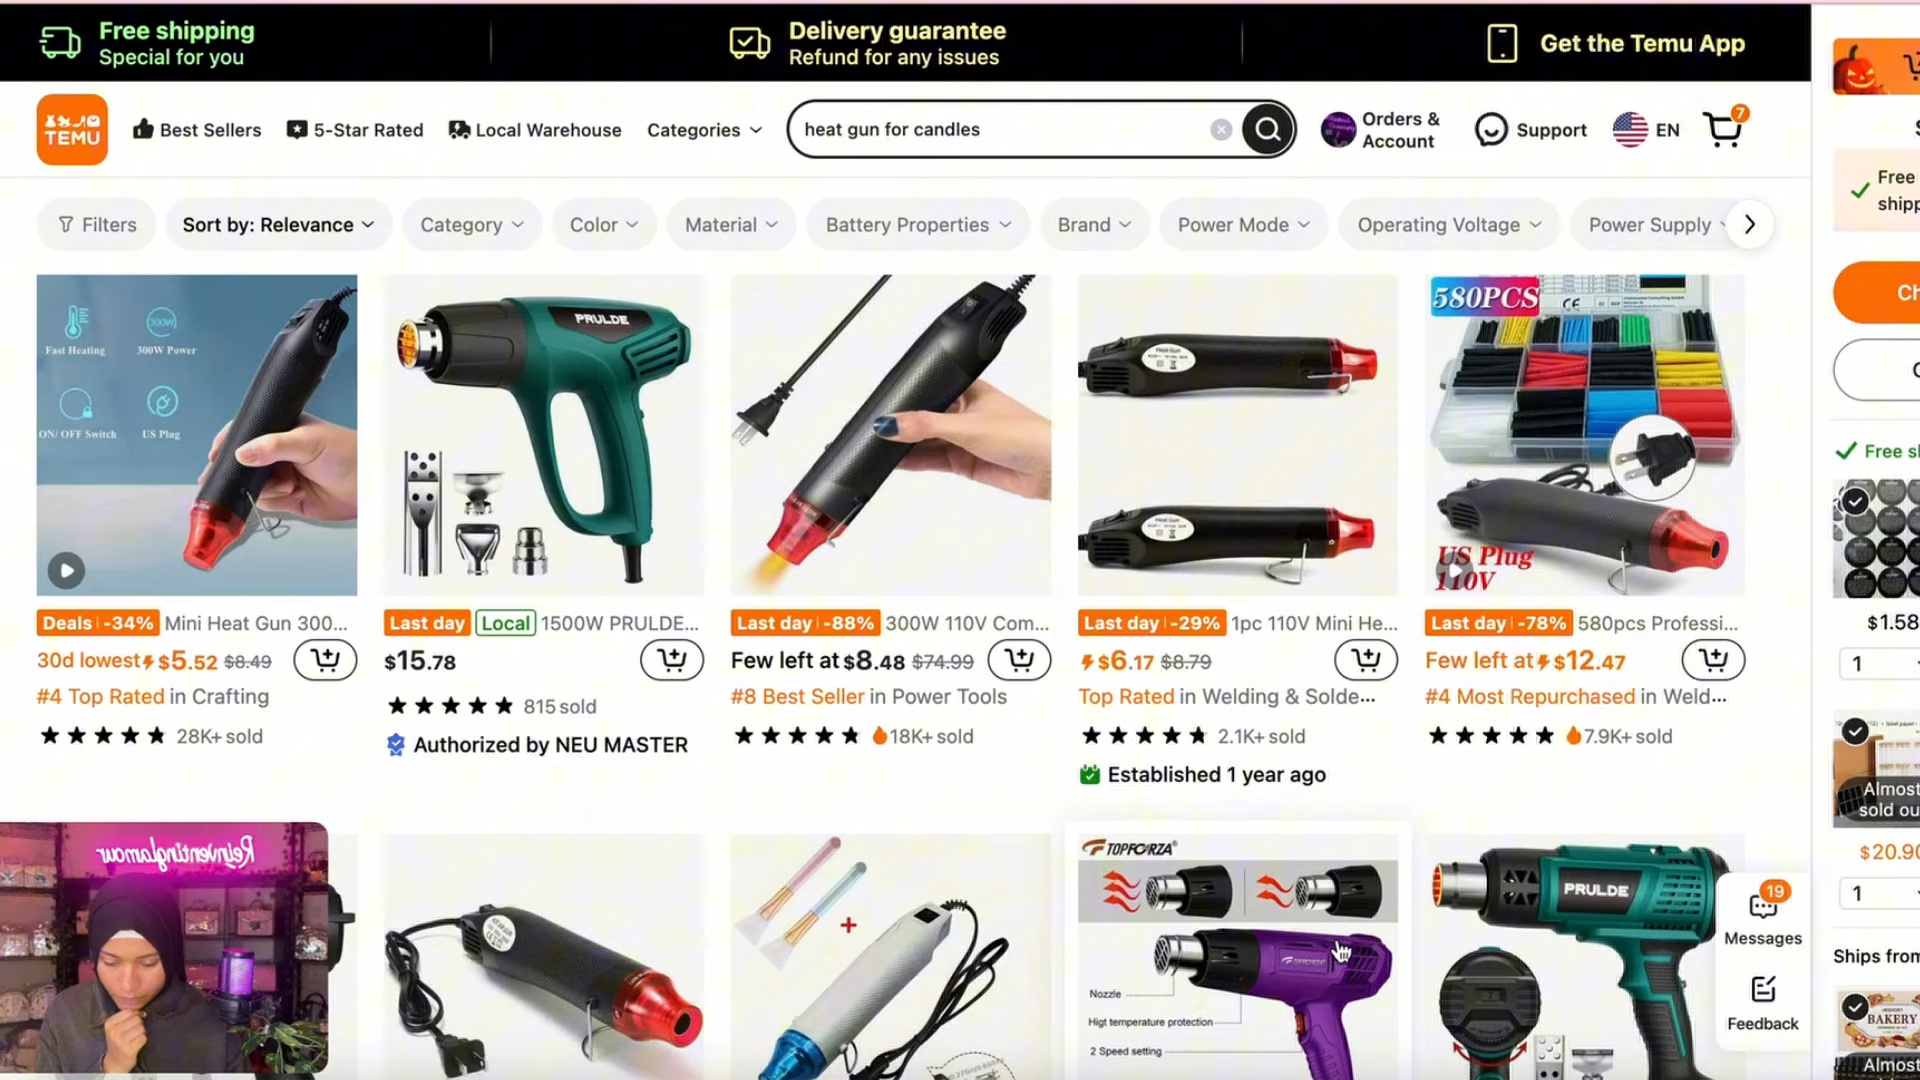 Free shipping
Special for you
Delivery guarantee
Refund for any issues
Get the Temu App
TEMU
Best Sellers
5-Star Rated
Local Warehouse
Categories
heat gun for candles
Orders &
Account
Support
EN
7
Free
shipp
Filters
Sort by: Relevance
Category
Color
Material
Battery Properties
Brand
Power Mode
Operating Voltage
Power Supply
Ch
Fast Heating
300W
300W Power
ON/ OFF Switch
US Plug
PRULDE
Heat Gun
Heat Gun
580PCS
US Plug
110V
Free sh
Deals -34% Mini Heat Gun 300...
30d lowest $5.52 $8.49
#4 Top Rated in Crafting
28K+ sold
Last day Local 1500W PRULDE...
$15.78
815 sold
Authorized by NEU MASTER
Last day -88% 300W 110V Com...
Few left at $8.48 $74.99
#8 Best Seller in Power Tools
18K+ sold
Last day -29% 1pc 110V Mini He...
$6.17 $8.79
Top Rated in Welding & Solde...
2.1K+ sold
Established 1 year ago
Last day -78% 580pcs Professi...
Few left at $12.47
#4 Most Repurchased in Weld...
7.9K+ sold
$1.58
1
Almost
sold ou
$20.90
1
Ships from
BAKERY
Almost
Reinventinglamour
TOPFORZA
TOPFORZA
Nozzle
Higt temperature protection
2 Speed setting
PRULDE
19
Messages
Feedback